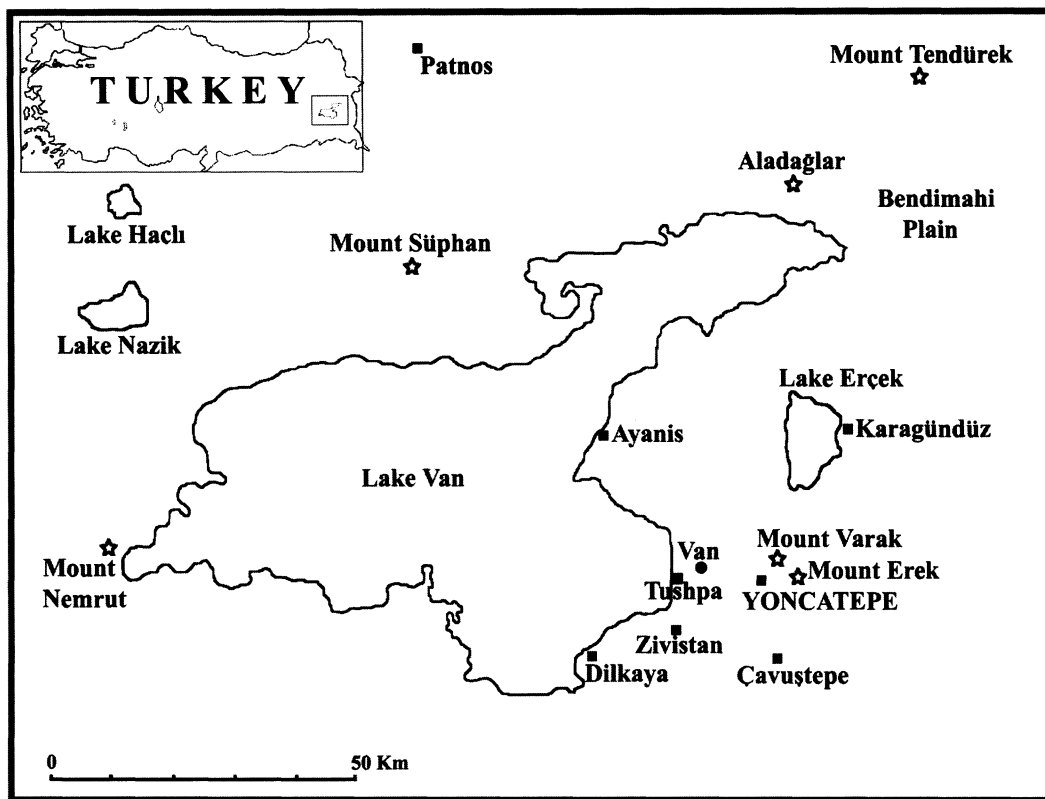 TURKEY
Patnos
Mount Tendürek
Aladağlar
Bendimahi
Plain
Lake Haclı
Mount Süphan
Lake Nazik
Lake Erçek
Karagündüz
Ayanis
Lake Van
Mount
Nemrut
Van
Mount Varak
Mount Erek
Tushpa
YONCATEPE
Zivistan
Dilkaya
Çavuştepe
0 50 Km